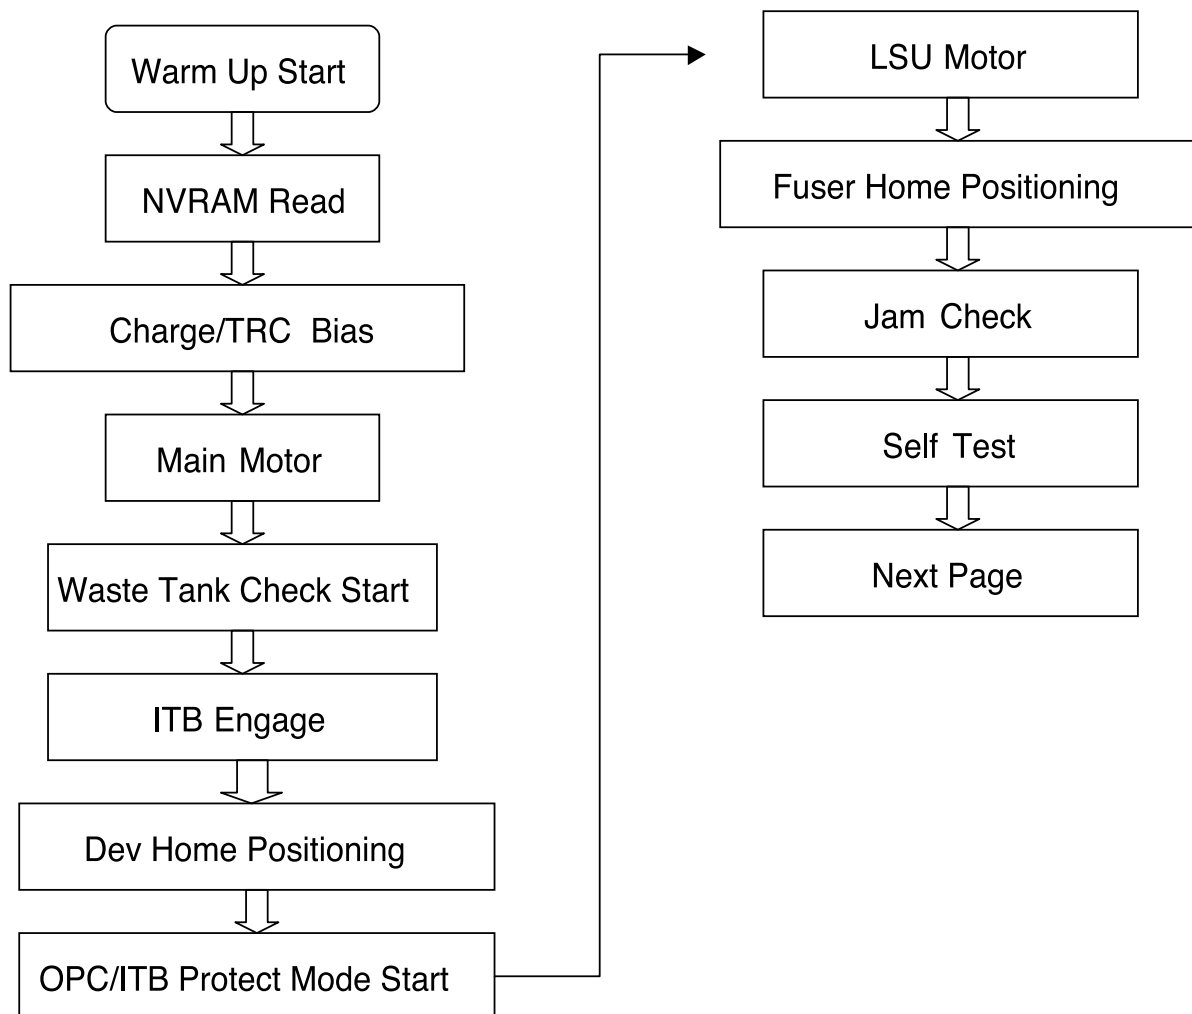 Warm Up Start
NVRAM Read
Charge/TRC Bias
Main Motor
Waste Tank Check Start
ITB Engage
Dev Home Positioning
OPC/ITB Protect Mode Start
LSU Motor
Fuser Home Positioning
Jam Check
Self Test
Next Page